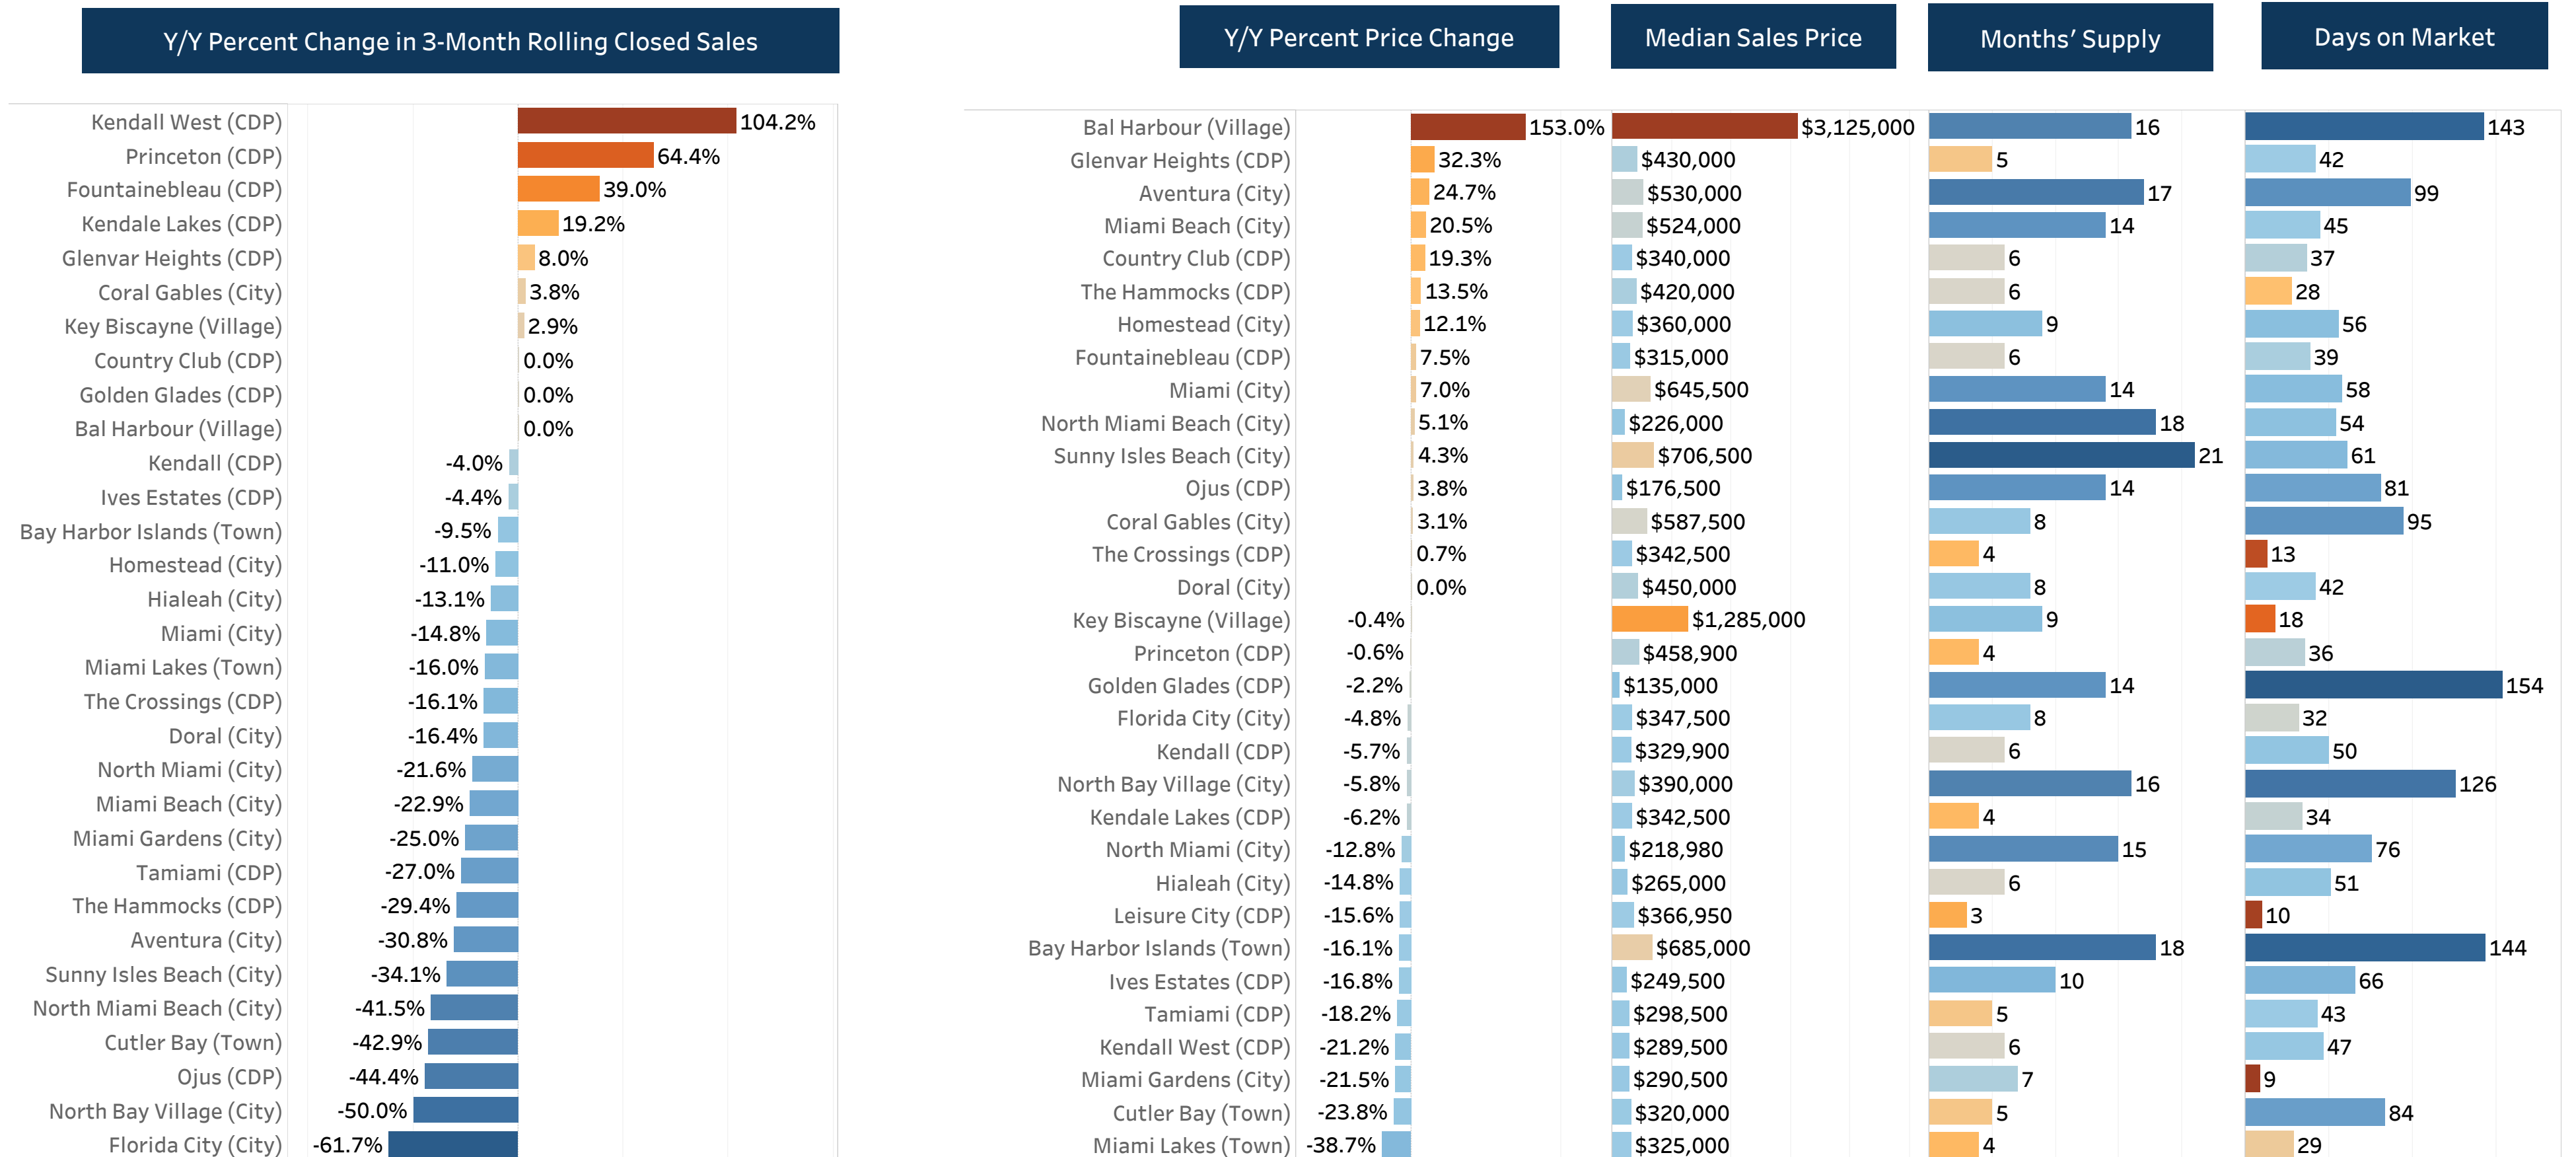 Y/Y Percent Change in 3-Month Rolling Closed Sales
Kendall West (CDP) 104.2%
Princeton (CDP) 64.4%
Fountainebleau (CDP) 39.0%
Kendale Lakes (CDP) 19.2%
Glenvar Heights (CDP) 8.0%
Coral Gables (City) 3.8%
Key Biscayne (Village) 2.9%
Country Club (CDP) 0.0%
Golden Glades (CDP) 0.0%
Bal Harbour (Village) 0.0%
Kendall (CDP) -4.0%
Ives Estates (CDP) -4.4%
Bay Harbor Islands (Town) -9.5%
Homestead (City) -11.0%
Hialeah (City) -13.1%
Miami (City) -14.8%
Miami Lakes (Town) -16.0%
The Crossings (CDP) -16.1%
Doral (City) -16.4%
North Miami (City) -21.6%
Miami Beach (City) -22.9%
Miami Gardens (City) -25.0%
Tamiami (CDP) -27.0%
The Hammocks (CDP) -29.4%
Aventura (City) -30.8%
Sunny Isles Beach (City) -34.1%
North Miami Beach (City) -41.5%
Cutler Bay (Town) -42.9%
Ojus (CDP) -44.4%
North Bay Village (City) -50.0%
Florida City (City) -61.7%
Y/Y Percent Price Change Median Sales Price Months’ Supply Days on Market
Bal Harbour (Village) 153.0% $3,125,000 16 143
Glenvar Heights (CDP) 32.3% $430,000 5 42
Aventura (City) 24.7% $530,000 17 99
Miami Beach (City) 20.5% $524,000 14 45
Country Club (CDP) 19.3% $340,000 6 37
The Hammocks (CDP) 13.5% $420,000 6 28
Homestead (City) 12.1% $360,000 9 56
Fountainebleau (CDP) 7.5% $315,000 6 39
Miami (City) 7.0% $645,500 14 58
North Miami Beach (City) 5.1% $226,000 18 54
Sunny Isles Beach (City) 4.3% $706,500 21 61
Ojus (CDP) 3.8% $176,500 14 81
Coral Gables (City) 3.1% $587,500 8 95
The Crossings (CDP) 0.7% $342,500 4 13
Doral (City) 0.0% $450,000 8 42
Key Biscayne (Village) -0.4% $1,285,000 9 18
Princeton (CDP) -0.6% $458,900 4 36
Golden Glades (CDP) -2.2% $135,000 14 154
Florida City (City) -4.8% $347,500 8 32
Kendall (CDP) -5.7% $329,900 6 50
North Bay Village (City) -5.8% $390,000 16 126
Kendale Lakes (CDP) -6.2% $342,500 4 34
North Miami (City) -12.8% $218,980 15 76
Hialeah (City) -14.8% $265,000 6 51
Leisure City (CDP) -15.6% $366,950 3 10
Bay Harbor Islands (Town) -16.1% $685,000 18 144
Ives Estates (CDP) -16.8% $249,500 10 66
Tamiami (CDP) -18.2% $298,500 5 43
Kendall West (CDP) -21.2% $289,500 6 47
Miami Gardens (City) -21.5% $290,500 7 9
Cutler Bay (Town) -23.8% $320,000 5 84
Miami Lakes (Town) -38.7% $325,000 4 29